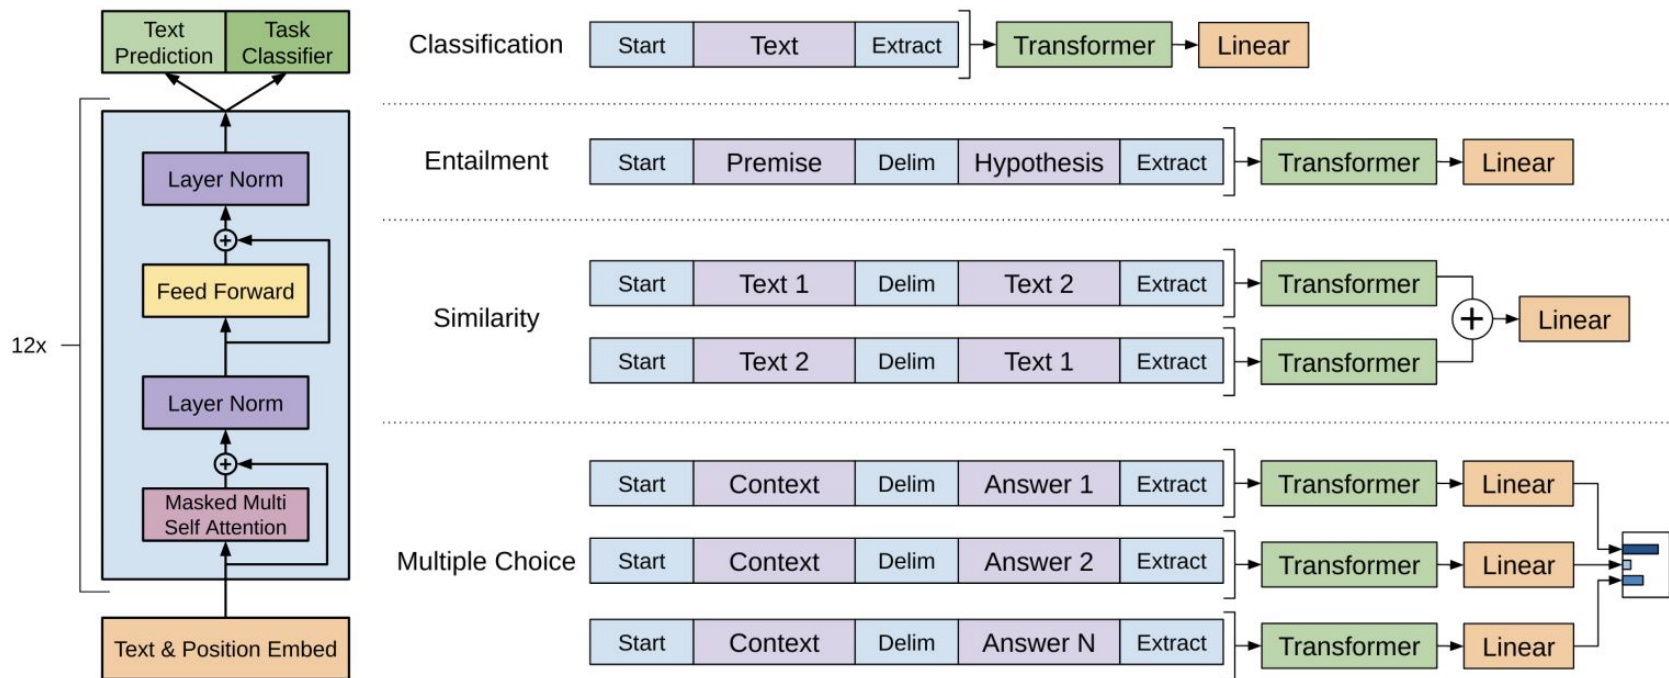 Text
Prediction
Task
Classifier
12x
Layer Norm
+
Feed Forward
Layer Norm
+
Masked Multi
Self Attention
Text & Position Embed
Classification Start Text Extract Transformer Linear
Entailment Start Premise Delim Hypothesis Extract Transformer Linear
Similarity
Start Text 1 Delim Text 2 Extract Transformer
+ Linear
Start Text 2 Delim Text 1 Extract Transformer
Multiple Choice
Start Context Delim Answer 1 Extract Transformer Linear
Start Context Delim Answer 2 Extract Transformer Linear
Start Context Delim Answer N Extract Transformer Linear